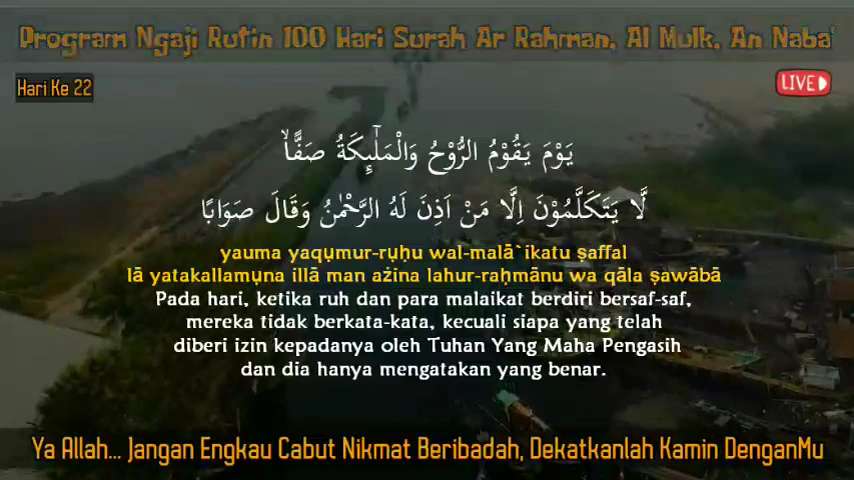 Program Ngaji Rutin 100 Hari Surah Ar Rahman, Al Mulk, An Naba'
Hari Ke 22
LIVE
يَوْمَ يَقُوْمُ الرُّوْحُ وَالْمَلٰۤىِٕكَةُ صَفًّاۙ
لَّا يَتَكَلَّمُوْنَ اِلَّا مَنْ اَذِنَ لَهُ الرَّحْمٰنُ وَقَالَ صَوَابًا
yauma yaqụmur-rụḥu wal-malā`ikatu ṣaffal
lā yatakallamụna illā man ażina lahur-raḥmānu wa qāla ṣawābā
Pada hari, ketika ruh dan para malaikat berdiri bersaf-saf,
mereka tidak berkata-kata, kecuali siapa yang telah
diberi izin kepadanya oleh Tuhan Yang Maha Pengasih
dan dia hanya mengatakan yang benar.
Ya Allah... Jangan Engkau Cabut Nikmat Beribadah, Dekatkanlah Kamin DenganMu